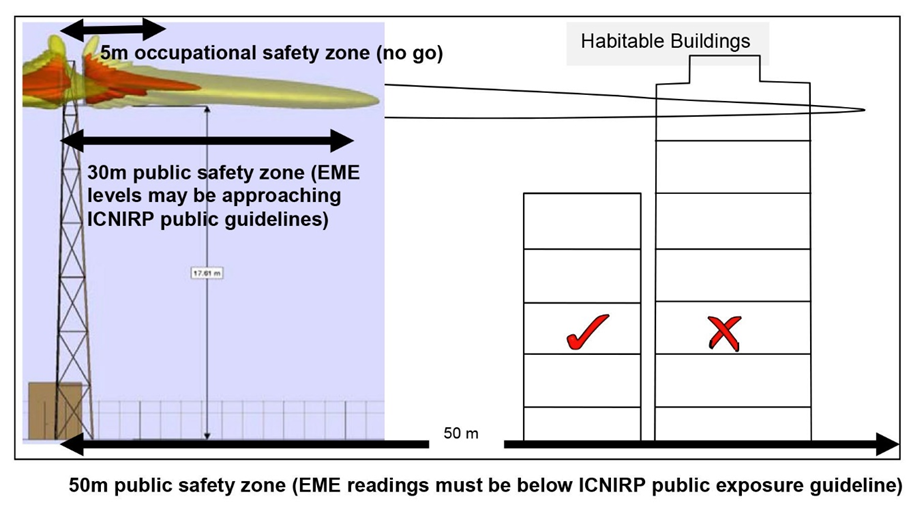 5m occupational safety zone (no go)
Habitable Buildings
30m public safety zone (EME
levels may be approaching
ICNIRP public guidelines)
17.61 m
50 m
50m public safety zone (EME readings must be below ICNIRP public exposure guideline)